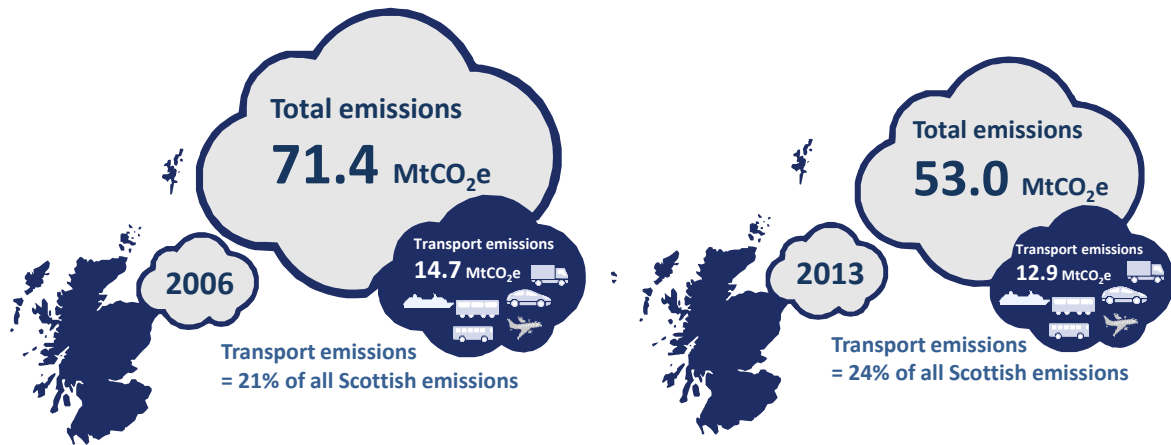 Total emissions
71.4 MtCO₂e
Transport emissions
14.7 MtCO₂e
2006
Transport emissions
= 21% of all Scottish emissions
Total emissions
53.0 MtCO₂e
Transport emissions
12.9 MtCO₂e
2013
Transport emissions
= 24% of all Scottish emissions